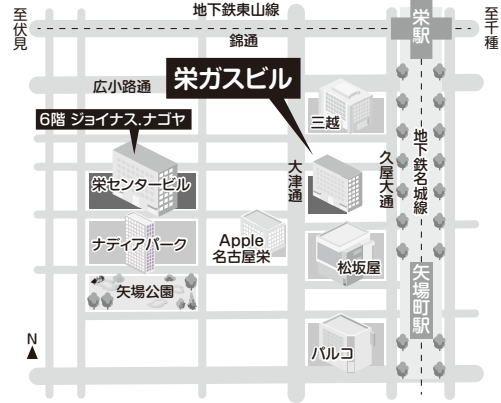 地下鉄東山線
至伏見
錦通
栄駅
至千種
広小路通
栄ガスビル
6階 ジョイナス.ナゴヤ
三越
栄センタービル
大津通
久屋大通
地下鉄名城線
ナディアパーク
Apple
名古屋栄
松坂屋
矢場公園
矢場町駅
パルコ
N